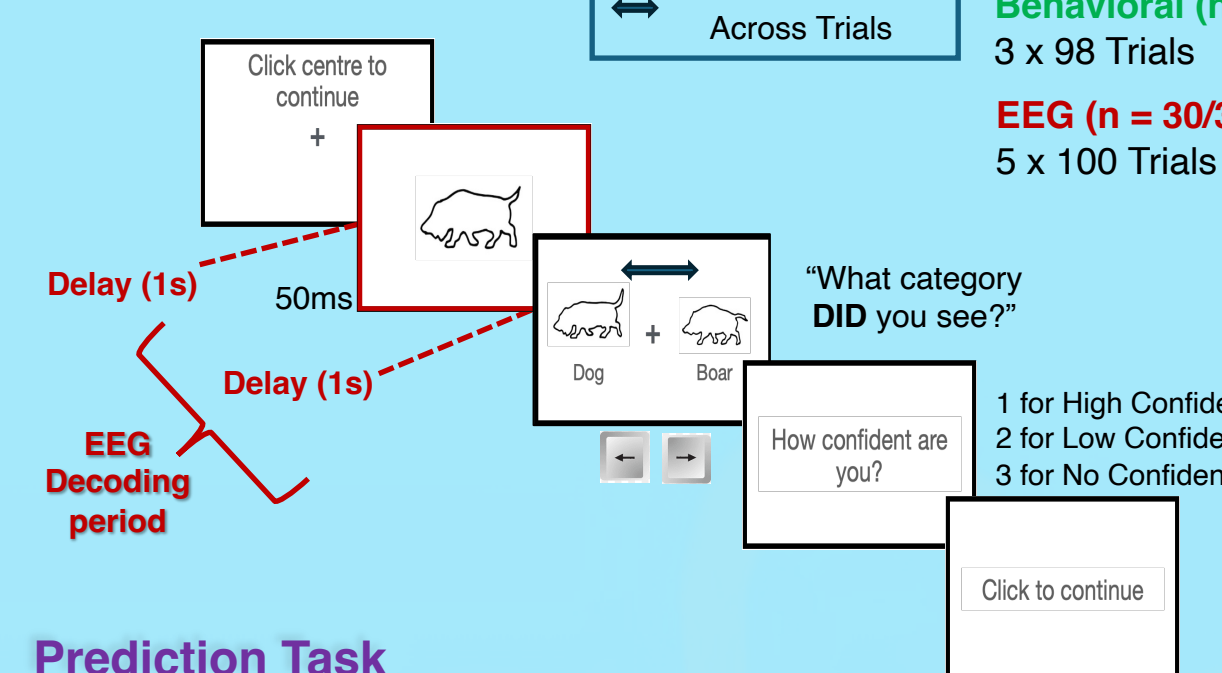 Across Trials
Behavioral (n
3 x 98 Trials
EEG (n = 30/3
5 x 100 Trials
Click centre to
continue
+
Delay (1s)
50ms
Delay (1s)
EEG
Decoding
period
+
Dog
Boar
← →
“What category
DID you see?”
How confident are
you?
1 for High Confide
2 for Low Confide
3 for No Confiden
Click to continue
Prediction Task